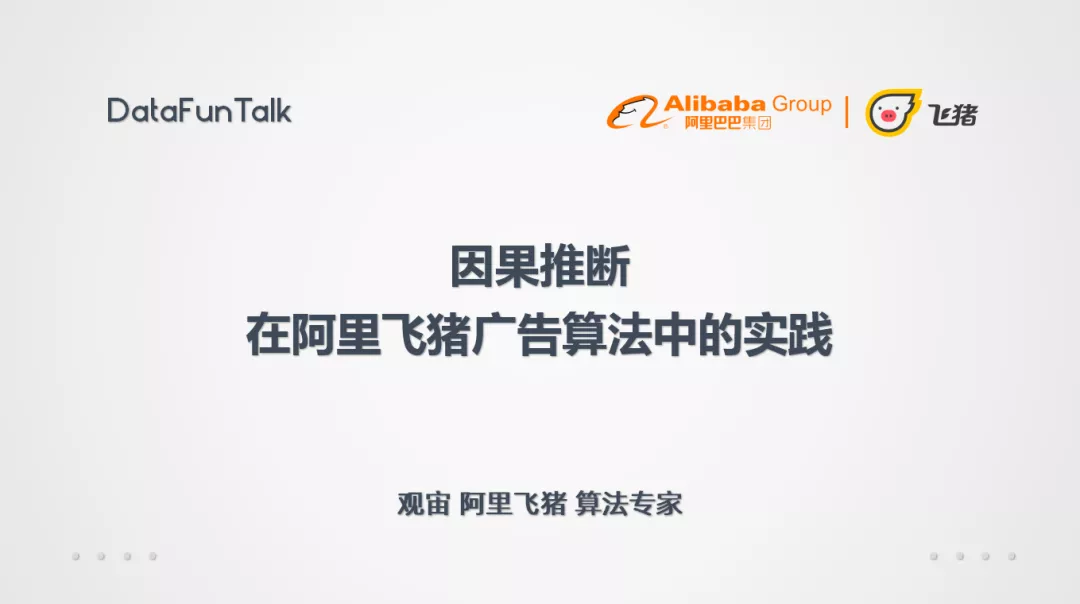 DataFunTalk
Alibaba Group
阿里巴巴集团
飞猪
因果推断
在阿里飞猪广告算法中的实践
观宙 阿里飞猪 算法专家